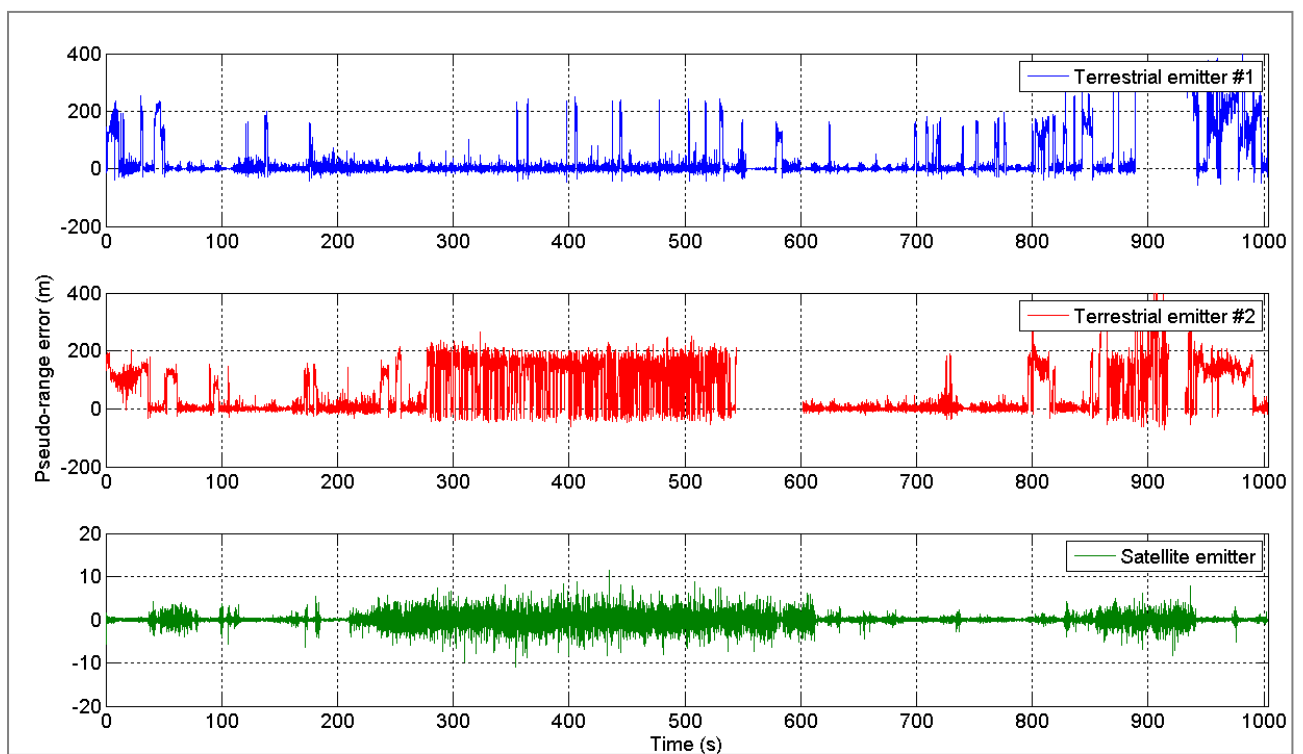 400
Terrestrial emitter #1
200
0
-200
0 100 200 300 400 500 600 700 800 900 1000
Pseudo-range error (m)
400
Terrestrial emitter #2
200
0
-200
0 100 200 300 400 500 600 700 800 900 1000
20
Satellite emitter
10
0
-10
-20
0 100 200 300 400 500 600 700 800 900 1000
Time (s)